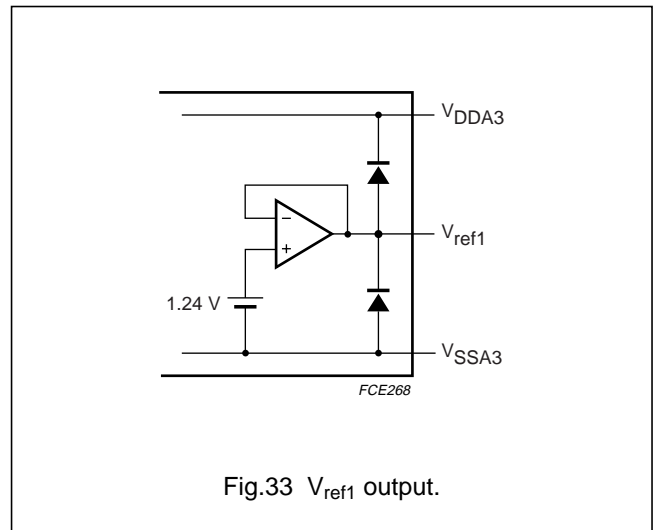 V_DDA3
−
V_ref1
+
1.24 V
V_SSA3
FCE268
Fig.33 V_ref1 output.